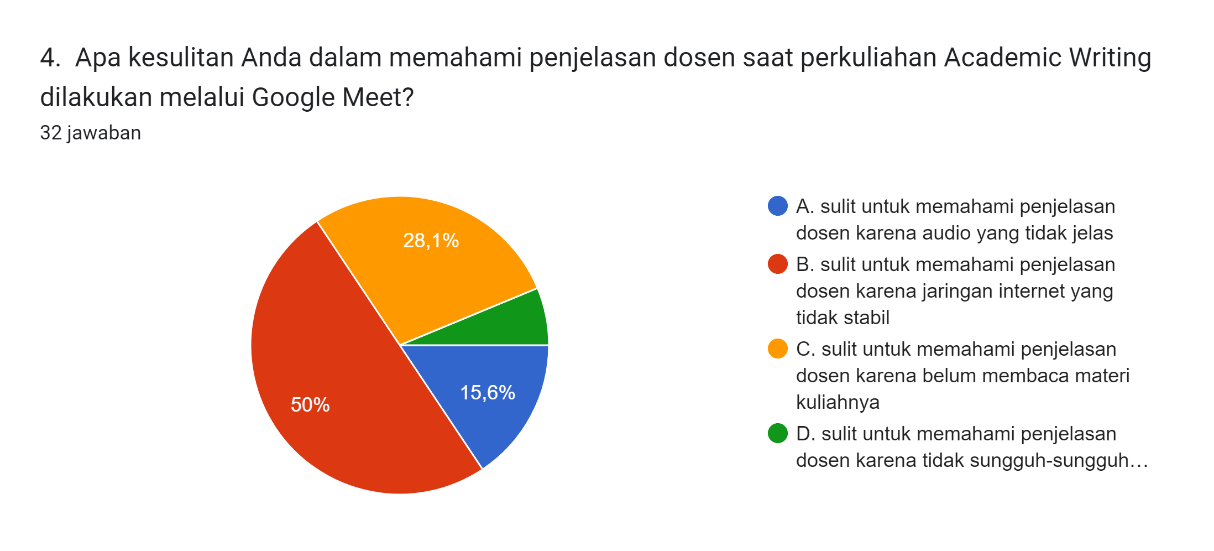 4.  Apa kesulitan Anda dalam memahami penjelasan dosen saat perkuliahan Academic Writing
dilakukan melalui Google Meet?
32 jawaban
28,1%
15,6%
50%
A. sulit untuk memahami penjelasan
dosen karena audio yang tidak jelas
B. sulit untuk memahami penjelasan
dosen karena jaringan internet yang
tidak stabil
C. sulit untuk memahami penjelasan
dosen karena belum membaca materi
kuliahnya
D. sulit untuk memahami penjelasan
dosen karena tidak sungguh-sungguh…